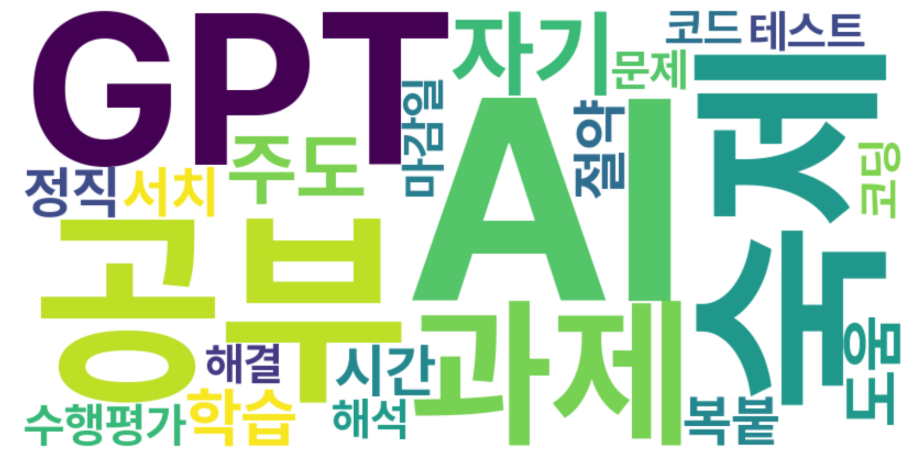 GPT
자기
코드
테스트
문제
마감일
AI
절약
숙제
코딩
주도
정직
서치
공부
과제
해결
시간
도움
수행평가
학습
해석
복붙